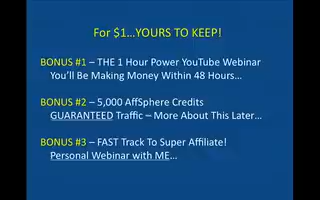 For $1...YOURS TO KEEP!
BONUS #1 – THE 1 Hour Power YouTube Webinar
You'll Be Making Money Within 48 Hours...
BONUS #2 – 5,000 AffSphere Credits
GUARANTEED Traffic – More About This Later...
BONUS #3 – FAST Track To Super Affiliate!
Personal Webinar with ME...